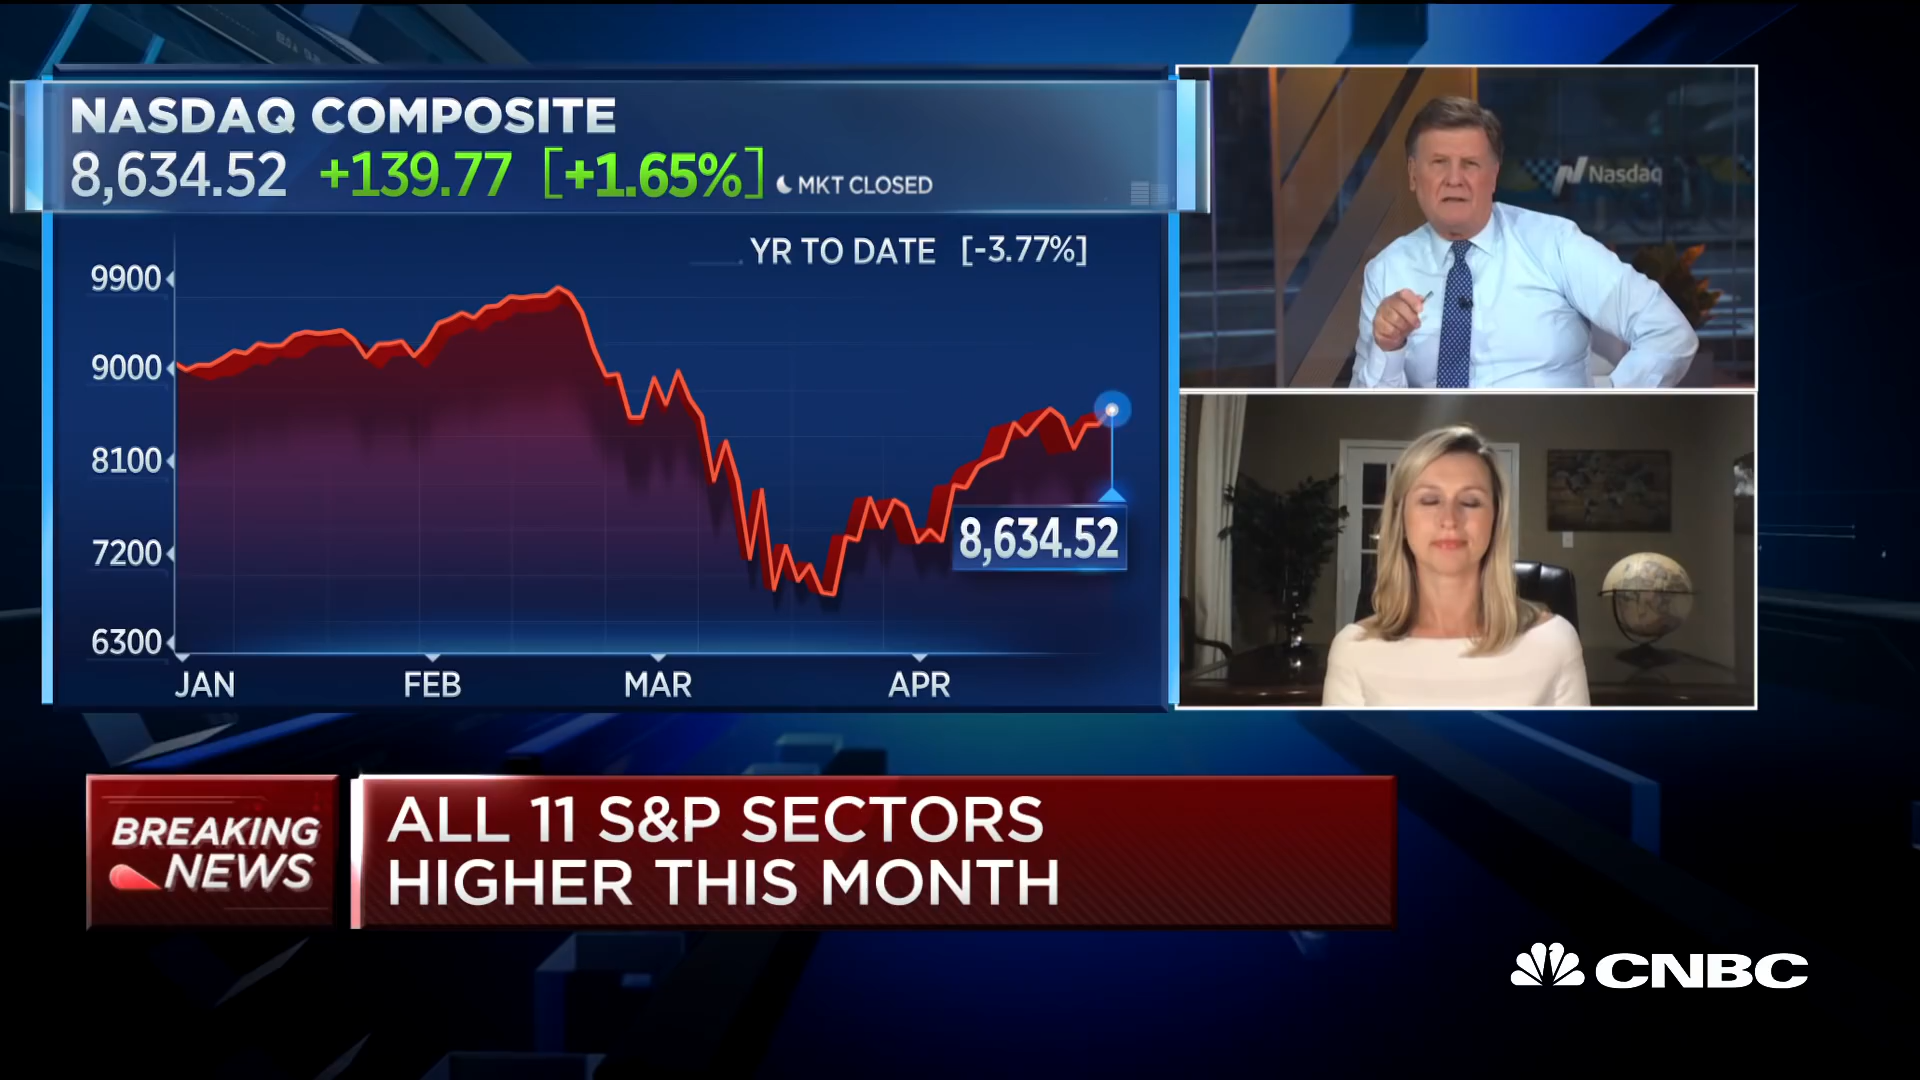 NASDAQ COMPOSITE
8,634.52 +139.77 [+1.65%] MKT CLOSED
YR TO DATE [-3.77%]
9900
9000
8100
7200
6300
JAN FEB MAR APR
8,634.52
Nasdaq
BREAKING
NEWS
ALL 11 S&P SECTORS
HIGHER THIS MONTH
CNBC